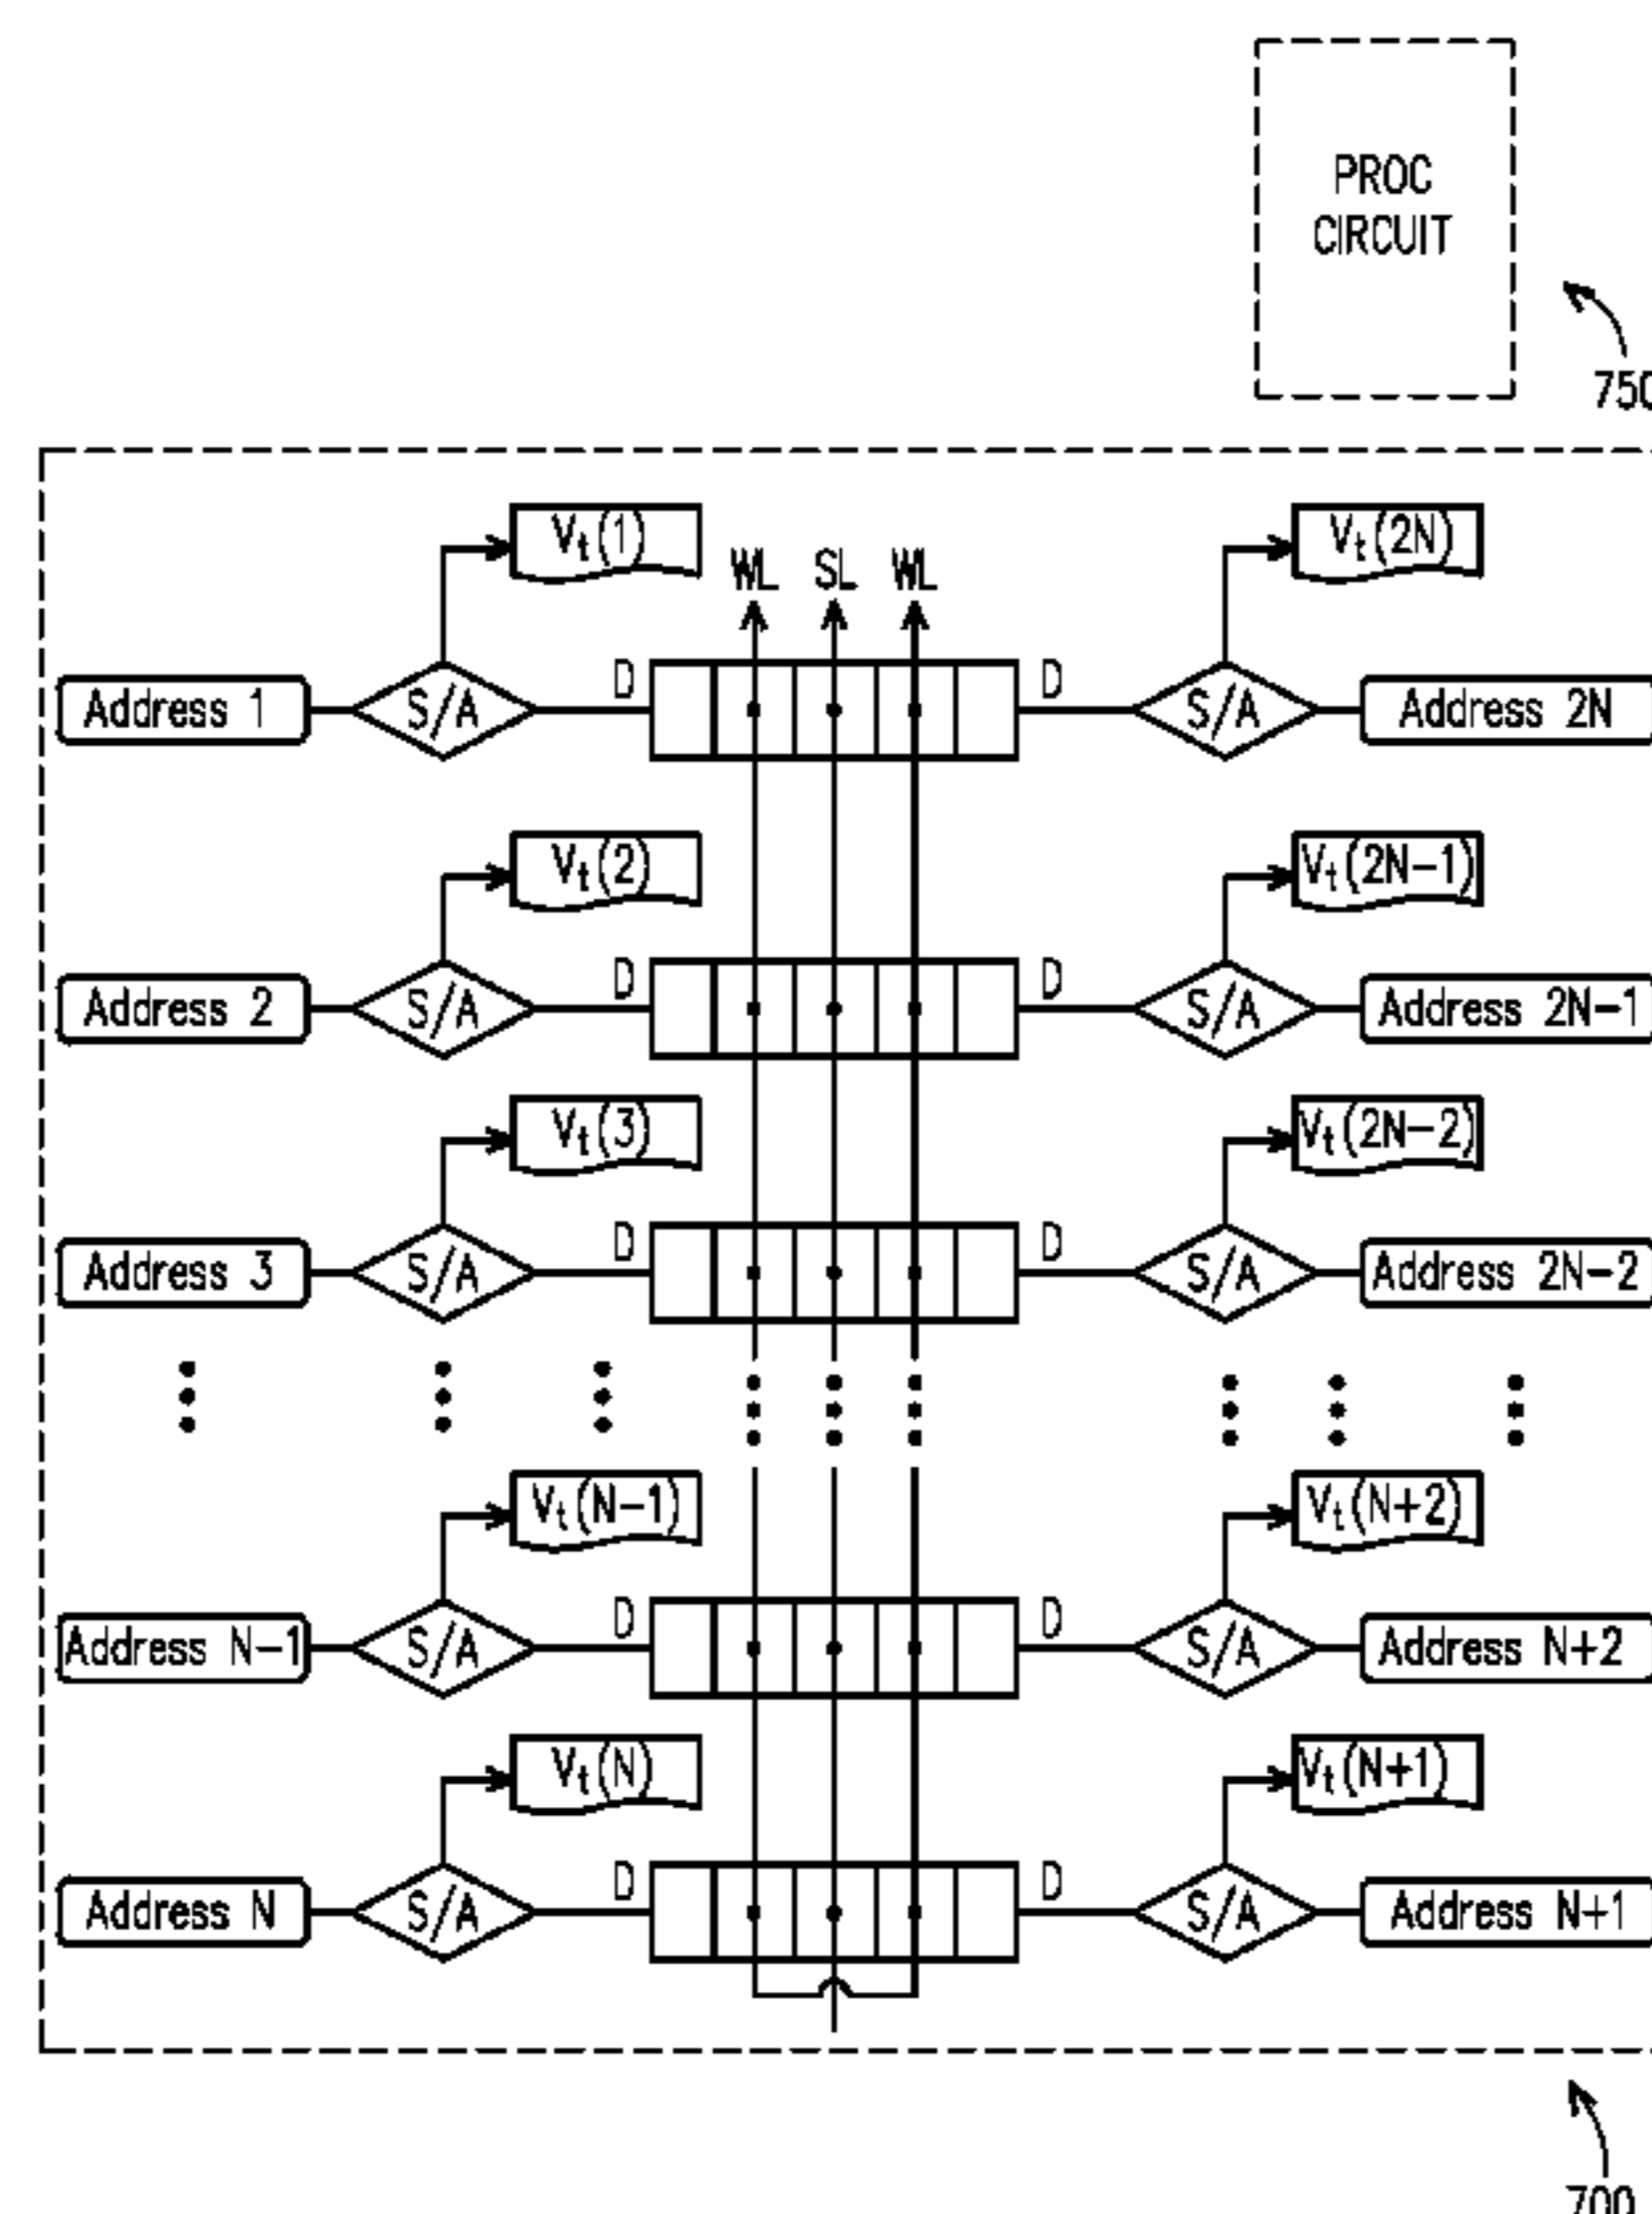 PROC
CIRCUIT
750
Vt(1)
WL SL WL
Vt(2N)
Address 1 S/A D D S/A Address 2N
Vt(2)
Vt(2N-1)
Address 2 S/A D D S/A Address 2N-1
Vt(3)
Vt(2N-2)
Address 3 S/A D D S/A Address 2N-2
Vt(N-1)
Vt(N+2)
Address N-1 S/A D D S/A Address N+2
Vt(N)
Vt(N+1)
Address N S/A D D S/A Address N+1
700